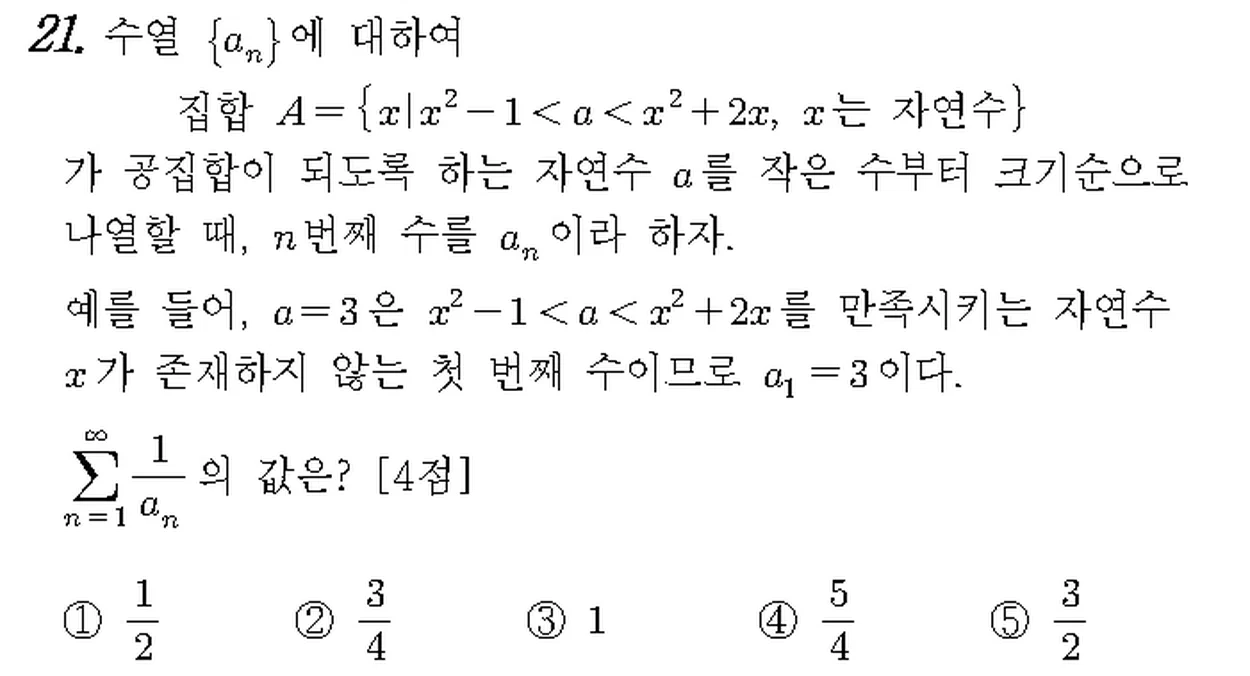 21. 수열 {aₙ}에 대하여
집합 A={x|x²-1<a<x²+2x, x는 자연수}
가 공집합이 되도록 하는 자연수 a를 작은 수부터 크기순으로
나열할 때, n번째 수를 aₙ이라 하자.
예를 들어, a=3은 x²-1<a<x²+2x를 만족시키는 자연수
x가 존재하지 않는 첫 번째 수이므로 a₁=3이다.
∑_{n=1}^{∞} 1/aₙ 의 값은? [4점]
① 1/2 ② 3/4 ③ 1 ④ 5/4 ⑤ 3/2